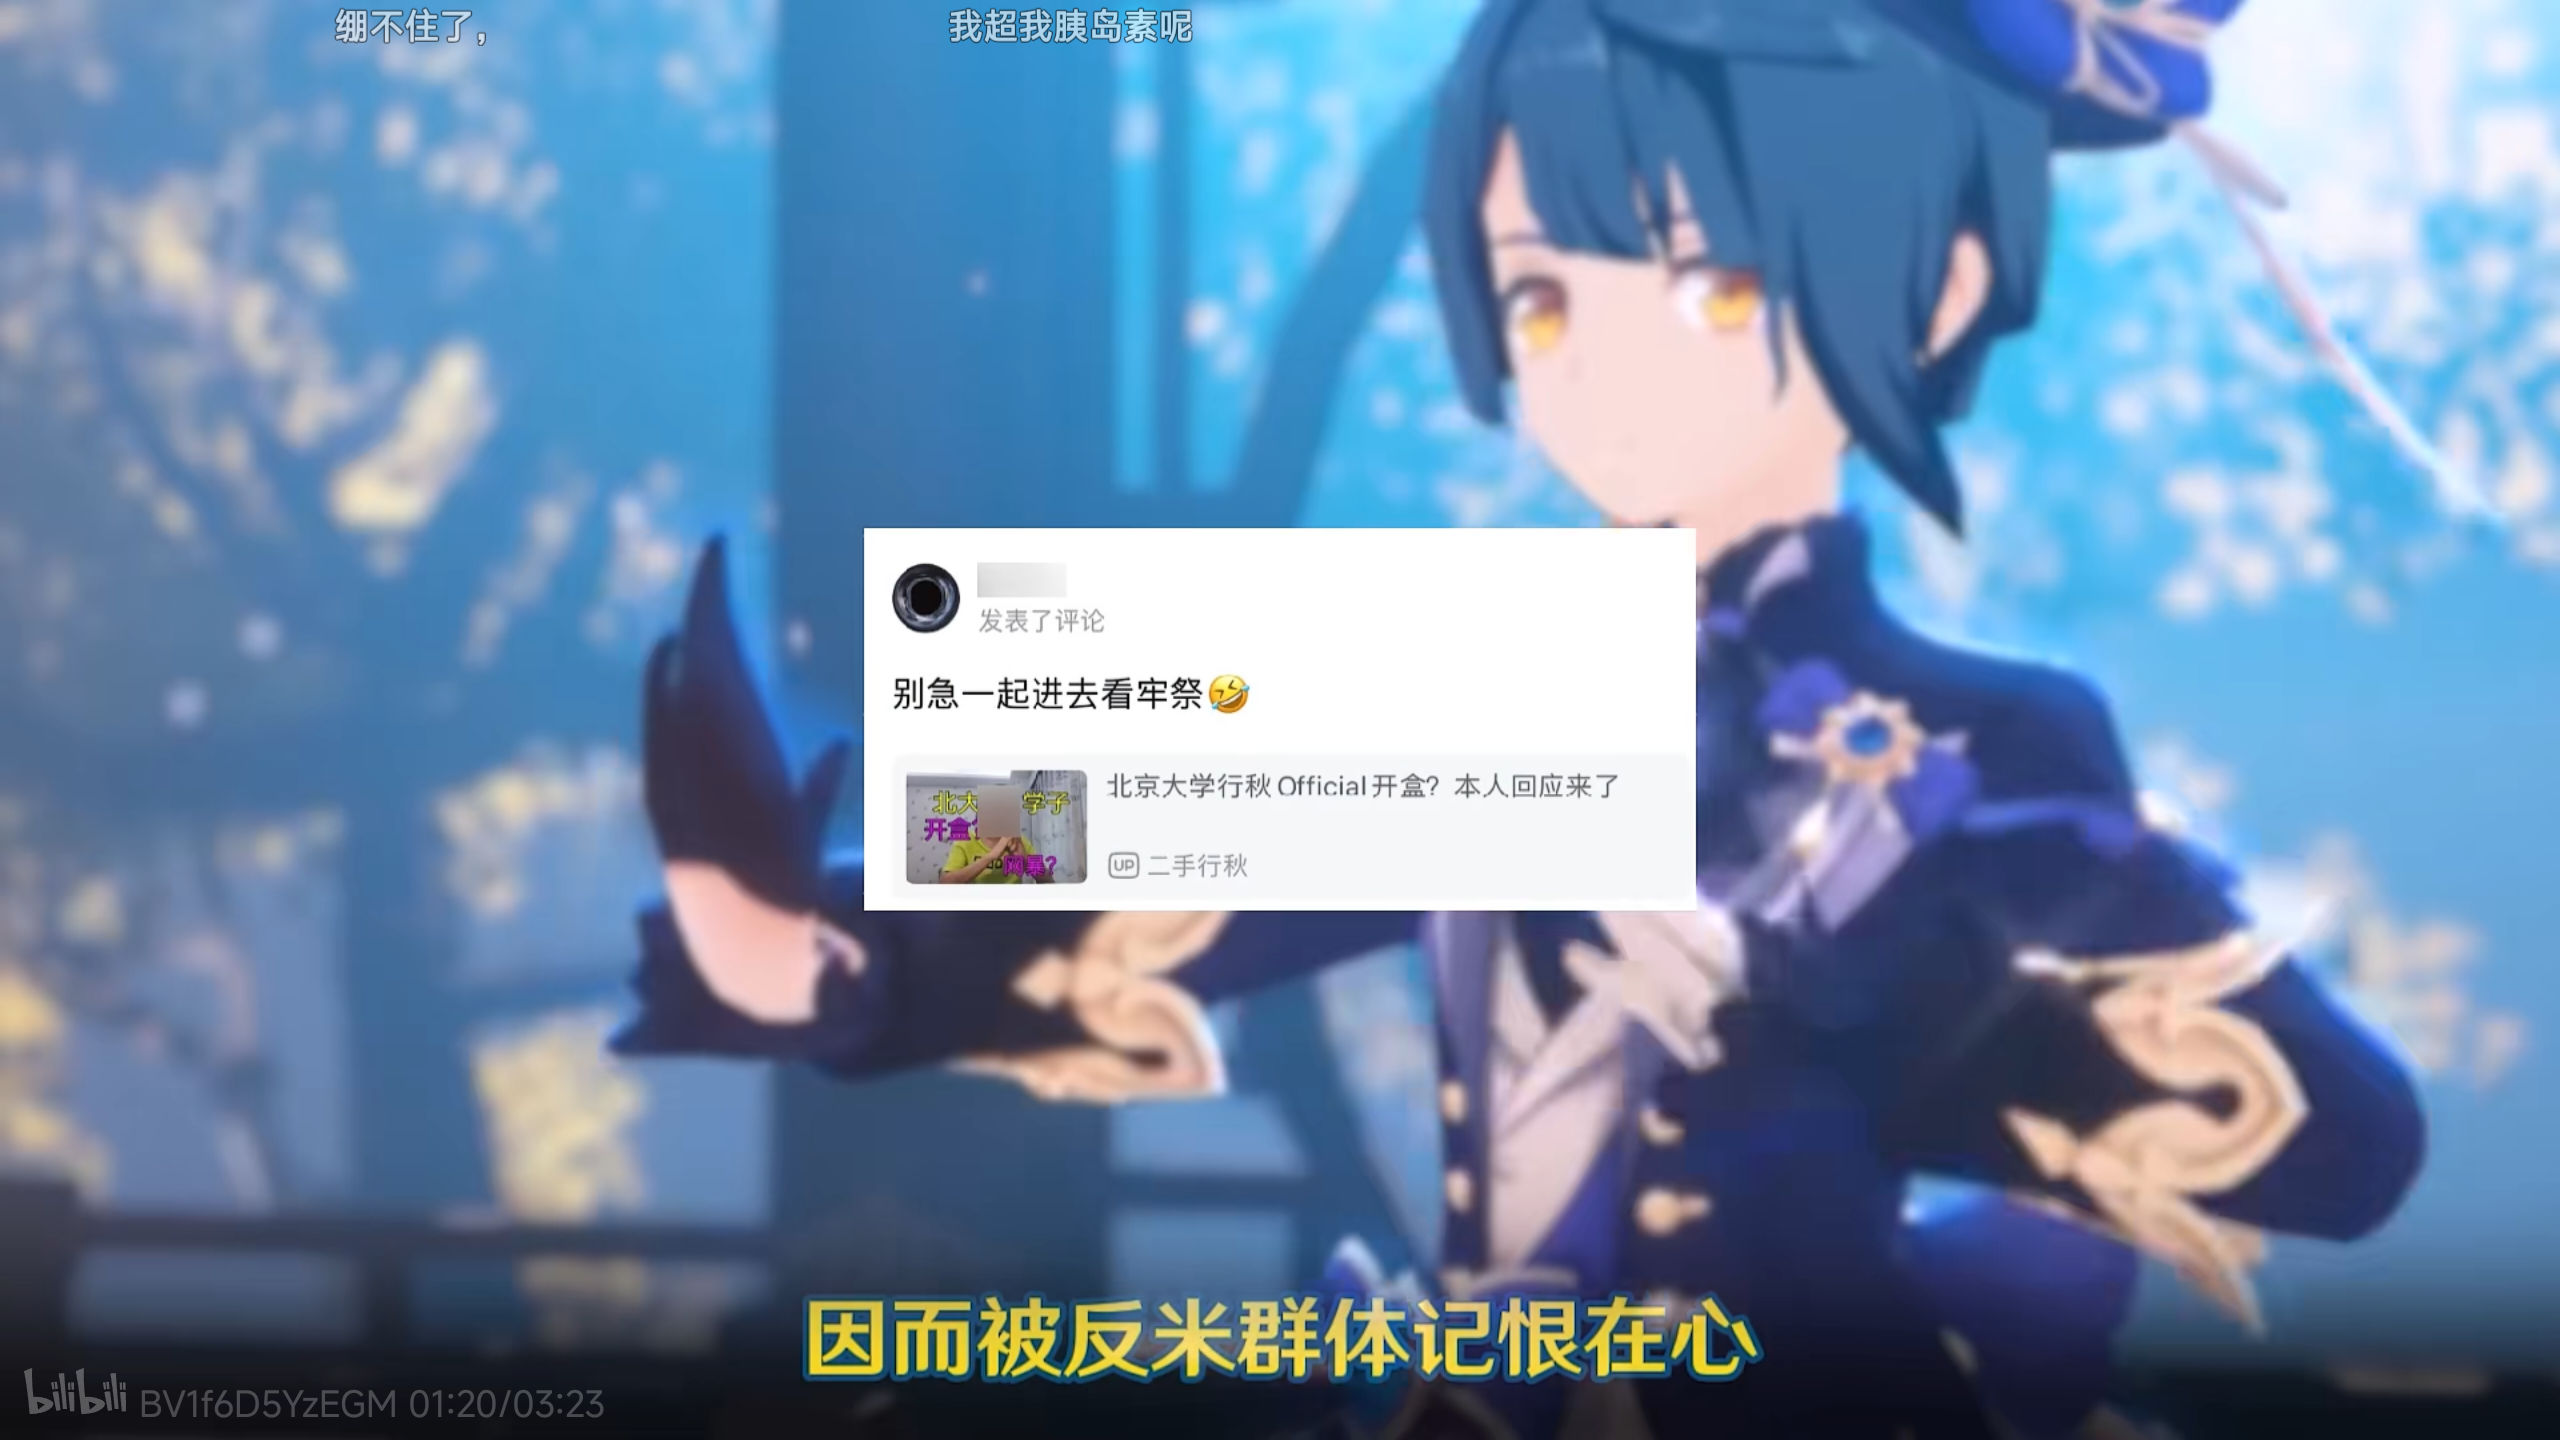 绷不住了，
我超我胰岛素呢
发表了评论
别急一起进去看牢祭🤣
北大 学子
开盒?
网暴?
北京大学行秋Official开盒？本人回应来了
UP 二手行秋
因而被反米群体记恨在心
bilibili BV1f6D5YzEGM 01:20/03:23